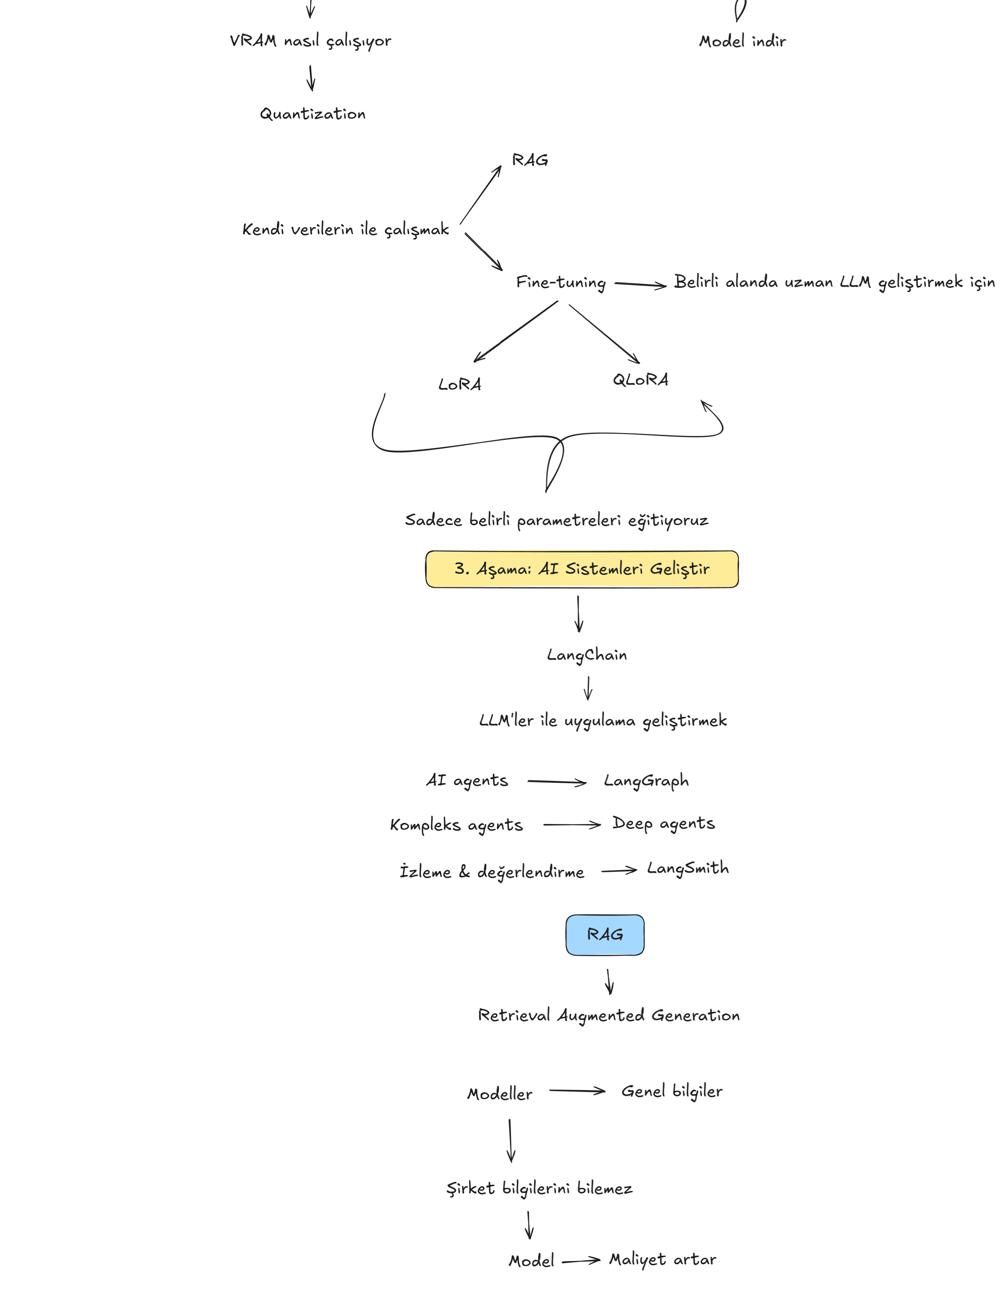 VRAM nasıl çalışıyor
Model indir
Quantization
RAG
Kendi verilerin ile çalışmak
Fine-tuning
Belirli alanda uzman LLM geliştirmek için
LoRA
QLoRA
Sadece belirli parametreleri eğitiyoruz
3. Aşama: AI Sistemleri Geliştir
LangChain
LLM'ler ile uygulama geliştirmek
AI agents
LangGraph
Kompleks agents
Deep agents
İzleme & değerlendirme
LangSmith
RAG
Retrieval Augmented Generation
Modeller
Genel bilgiler
Şirket bilgilerini bilemez
Model
Maliyet artar